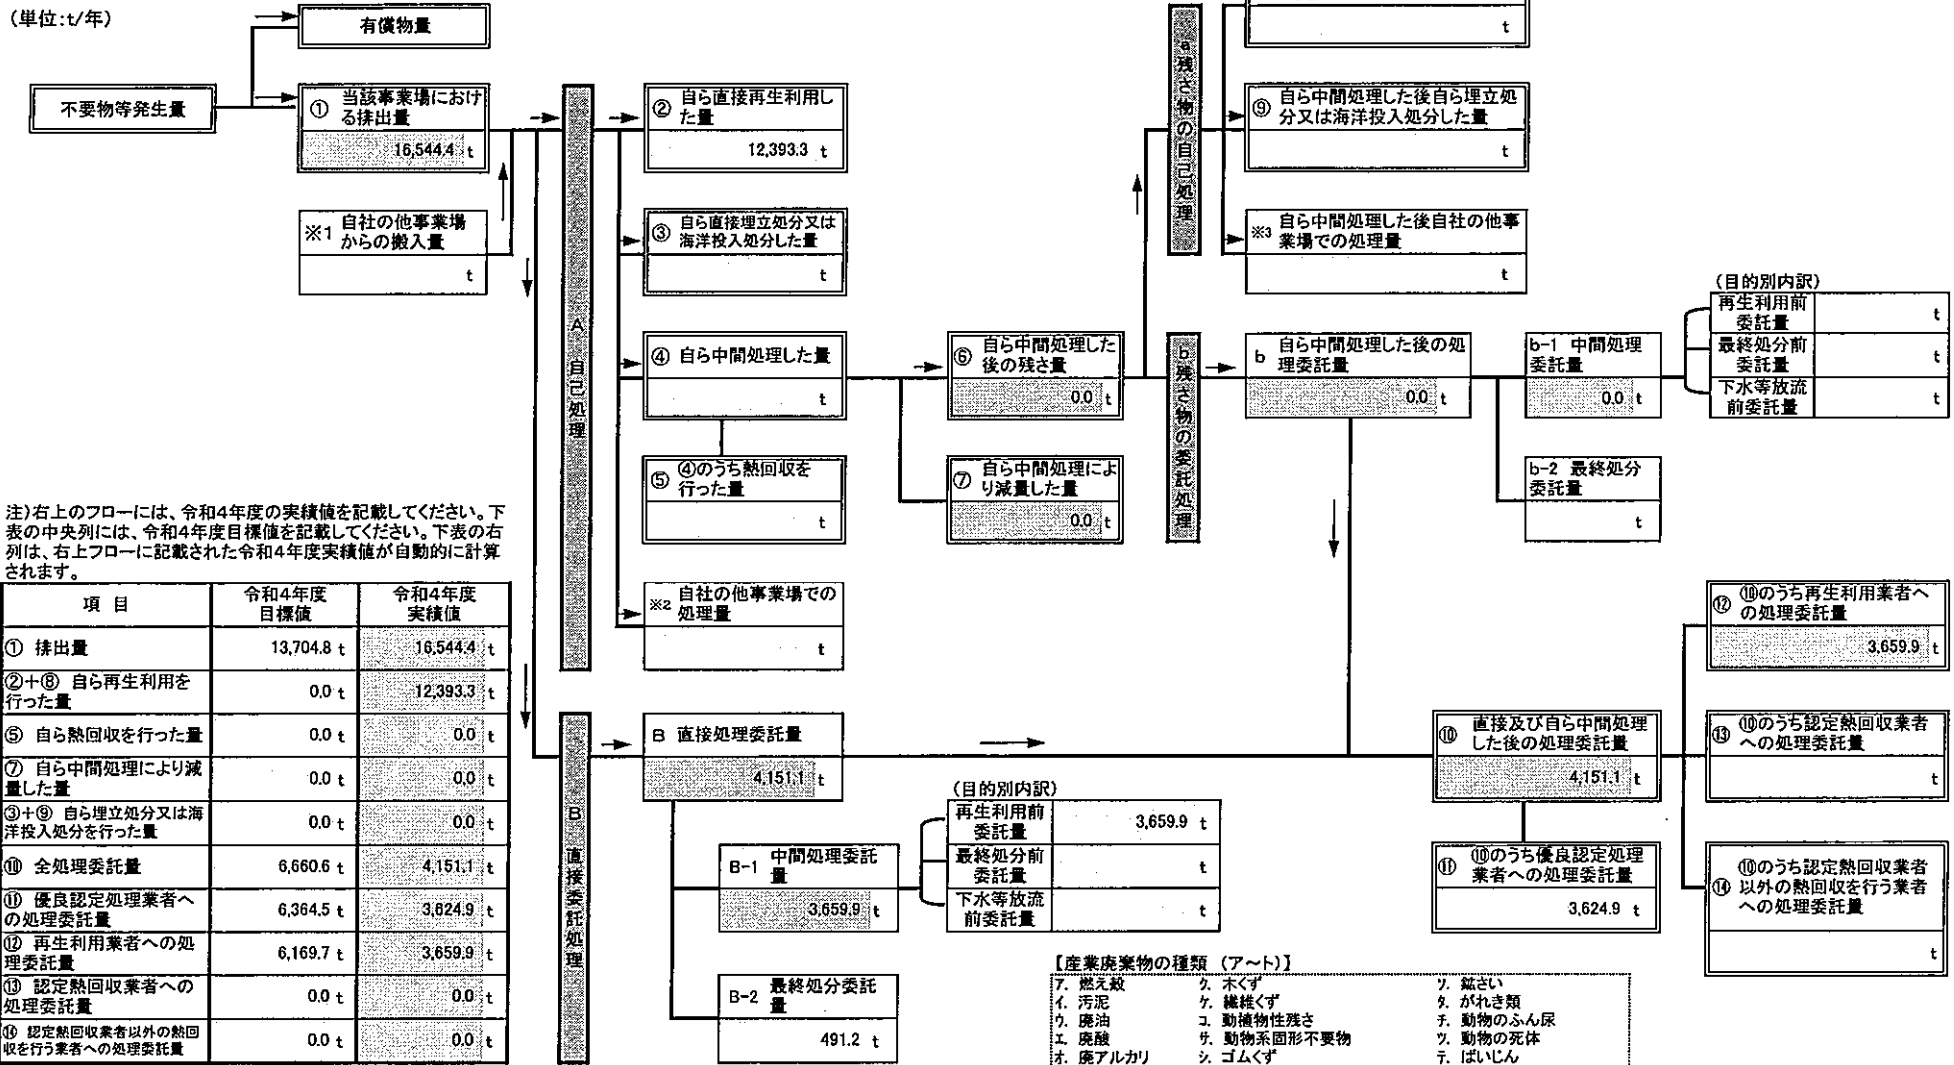 (単位:t/年)
有償物量
不要物等発生量
① 当該事業場におけ
る排出量
16,544.4 t
※1 自社の他事業場
からの搬入量
t
A 自己処理
② 自ら直接再生利用し
た量
12,393.3 t
③ 自ら直接埋立処分又は
海洋投入処分した量
t
④ 自ら中間処理した量
t
⑤ ④のうち熱回収を
行った量
t
※2 自社の他事業場での
処理量
t
⑥ 自ら中間処理した
後の残さ量
0.0 t
⑦ 自ら中間処理によ
り減量した量
0.0 t
a残さ物の自己処理
t
⑨ 自ら中間処理した後自ら埋立処
分又は海洋投入処分した量
t
※3 自ら中間処理した後自社の他事
業場での処理量
t
b残さ物の委託処理
b 自ら中間処理した後の処
理委託量
0.0 t
b-1 中間処理
委託量
0.0 t
(目的別内訳)
再生利用前
委託量 t
最終処分前
委託量 t
下水等放流
前委託量 t
b-2 最終処分
委託量
t
注)右上のフローには、令和4年度の実績値を記載してください。下
表の中央列には、令和4年度目標値を記載してください。下表の右
列は、右上フローに記載された令和4年度実績値が自動的に計算
されます。
項 目 令和4年度 目標値 令和4年度 実績値
① 排出量 13,704.8 t 16,544.4 t
②+⑧ 自ら再生利用を
行った量 0.0 t 12,393.3 t
⑤ 自ら熱回収を行った量 0.0 t 0.0 t
⑦ 自ら中間処理により減
量した量 0.0 t 0.0 t
③+⑨ 自ら埋立処分又は海
洋投入処分を行った量 0.0 t 0.0 t
⑩ 全処理委託量 6,660.6 t 4,151.1 t
⑪ 優良認定処理業者へ
の処理委託量 6,364.5 t 3,624.9 t
⑫ 再生利用業者への処
理委託量 6,169.7 t 3,659.9 t
⑬ 認定熱回収業者への
処理委託量 0.0 t 0.0 t
⑭ 認定熱回収業者以外の熱回
収を行う業者への処理委託量 0.0 t 0.0 t
B 直接委託処理
B 直接処理委託量
4,151.1 t
B-1 中間処理委託
量
3,659.9 t
(目的別内訳)
再生利用前
委託量 3,659.9 t
最終処分前
委託量 t
下水等放流
前委託量 t
B-2 最終処分委託
量
491.2 t
⑩ 直接及び自ら中間処理
した後の処理委託量
4,151.1 t
⑪ ⑩のうち優良認定処理
業者への処理委託量
3,624.9 t
⑫ ⑩のうち再生利用業者へ
の処理委託量
3,659.9 t
⑬ ⑩のうち認定熱回収業者
への処理委託量
t
⑭ ⑩のうち認定熱回収業者
以外の熱回収を行う業者
への処理委託量
t
【産業廃棄物の種類 (ア~ト)】
ア. 燃え殻 ク. 木くず ソ. 鉱さい
イ. 汚泥 ケ. 繊維くず タ. がれき類
ウ. 廃油 コ. 動植物性残さ チ. 動物のふん尿
エ. 廃酸 サ. 動物系固形不要物 ツ. 動物の死体
オ. 廃アルカリ シ. ゴムくず テ. ばいじん